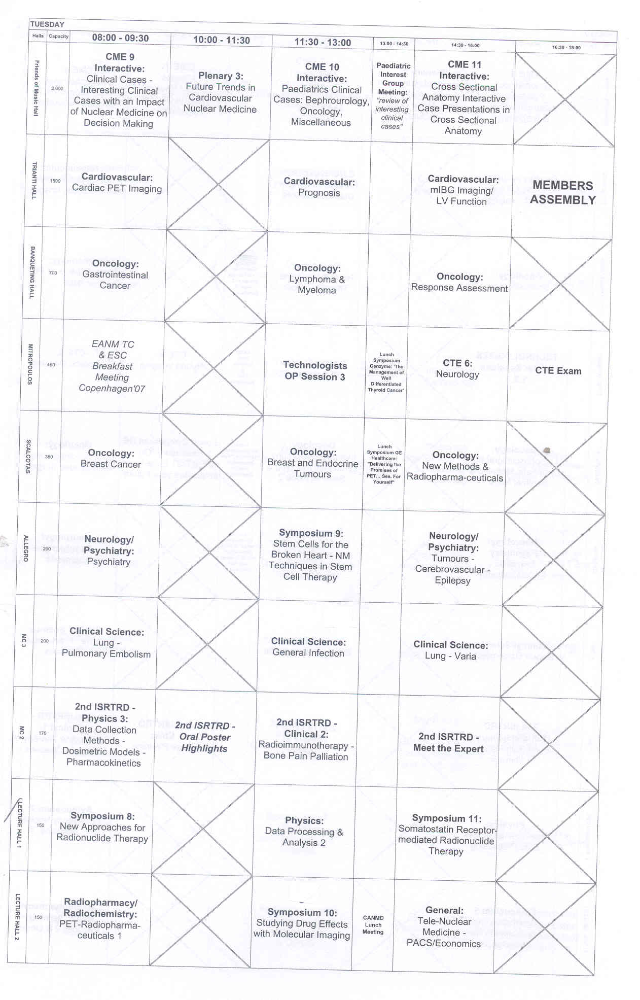 TUESDAY
Halls
Capacity
08:00 - 09:30
10:00 - 11:30
11:30 - 13:00
13:00 - 14:30
14:30 - 16:00
16:30 - 18:00
Friends of Music Hall
2.000
CME 9
Interactive:
Clinical Cases -
Interesting Clinical
Cases with an Impact
of Nuclear Medicine on
Decision Making
Plenary 3:
Future Trends in
Cardiovascular
Nuclear Medicine
CME 10
Interactive:
Paediatrics Clinical
Cases: Bephrourology,
Oncology,
Miscellaneous
Paediatric
Interest
Group
Meeting:
"review of
interesting
clinical
cases"
CME 11
Interactive:
Cross Sectional
Anatomy Interactive
Case Presentations in
Cross Sectional
Anatomy
TRIANTI HALL
1500
Cardiovascular:
Cardiac PET Imaging
Cardiovascular:
Prognosis
Cardiovascular:
mIBG Imaging/
LV Function
MEMBERS
ASSEMBLY
BANQUETING HALL
700
Oncology:
Gastrointestinal
Cancer
Oncology:
Lymphoma &
Myeloma
Oncology:
Response Assessment
MITROPOULOS
450
EANM TC
& ESC
Breakfast
Meeting
Copenhagen'07
Technologists
OP Session 3
Lunch
Symposium
Genzyme: 'The
Management of
Well
Differentiated
Thyroid Cancer'
CTE 6:
Neurology
CTE Exam
SCALCOTAS
380
Oncology:
Breast Cancer
Oncology:
Breast and Endocrine
Tumours
Lunch
Symposium GE
Healthcare:
"Delivering the
Promises of
PET... See. For
Yourself"
Oncology:
New Methods &
Radiopharma-ceuticals
ALLEGRO
200
Neurology/
Psychiatry:
Psychiatry
Symposium 9:
Stem Cells for the
Broken Heart - NM
Techniques in Stem
Cell Therapy
Neurology/
Psychiatry:
Tumours -
Cerebrovascular -
Epilepsy
MC 3
200
Clinical Science:
Lung -
Pulmonary Embolism
Clinical Science:
General Infection
Clinical Science:
Lung - Varia
MC 2
170
2nd ISRTRD -
Physics 3:
Data Collection
Methods -
Dosimetric Models -
Pharmacokinetics
2nd ISRTRD -
Oral Poster
Highlights
2nd ISRTRD -
Clinical 2:
Radioimmunotherapy -
Bone Pain Palliation
2nd ISRTRD -
Meet the Expert
LECTURE HALL 1
150
Symposium 8:
New Approaches for
Radionuclide Therapy
Physics:
Data Processing &
Analysis 2
Symposium 11:
Somatostatin Receptor-
mediated Radionuclide
Therapy
LECTURE HALL 2
150
Radiopharmacy/
Radiochemistry:
PET-Radiopharma-
ceuticals 1
Symposium 10:
Studying Drug Effects
with Molecular Imaging
CANMD
Lunch
Meeting
General:
Tele-Nuclear
Medicine -
PACS/Economics